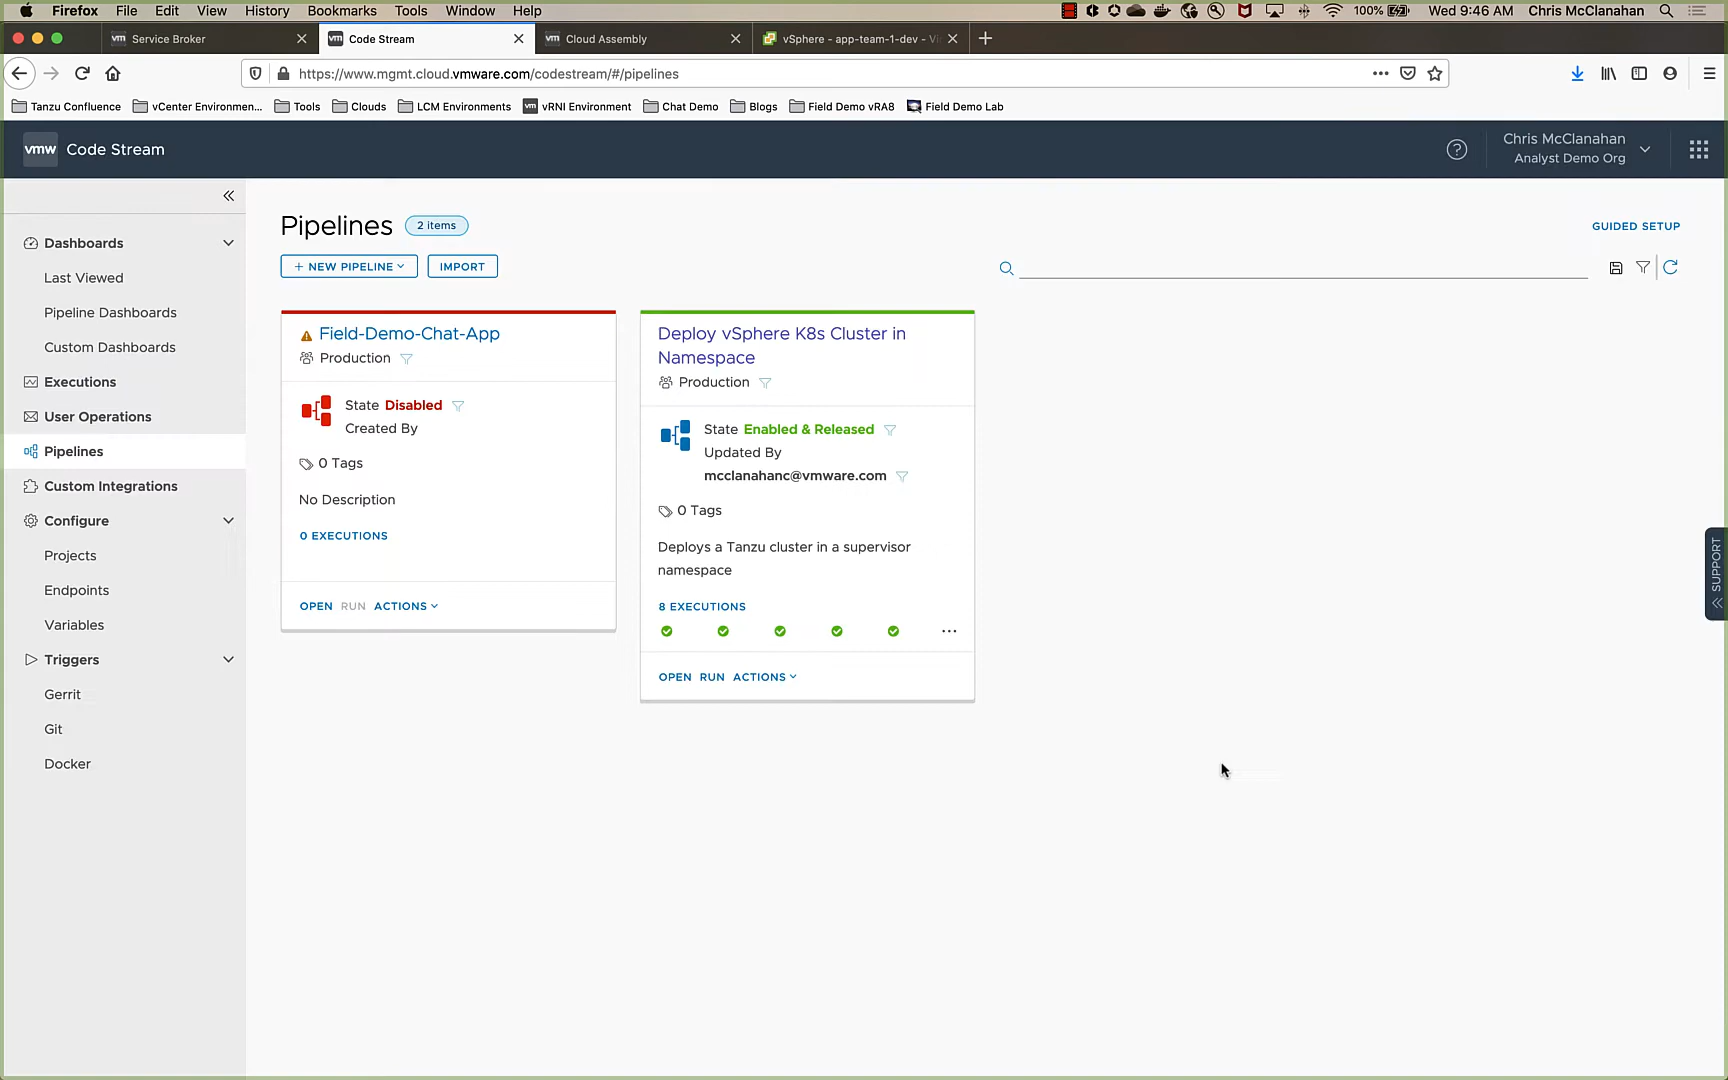 Firefox File Edit View History Bookmarks Tools Window Help 100% Wed 9:46 AM Chris McClanahan
vm Service Broker
vm Code Stream
vm Cloud Assembly
vSphere - app-team-1-dev - Vi
https://www.mgmt.cloud.vmware.com/codestream/#/pipelines
Tanzu Confluence vCenter Environmen... Tools Clouds LCM Environments vm vRNI Environment Chat Demo Blogs Field Demo vRA8 Field Demo Lab
vmw Code Stream
Chris McClanahan
Analyst Demo Org
Dashboards
Last Viewed
Pipeline Dashboards
Custom Dashboards
Executions
User Operations
Pipelines
Custom Integrations
Configure
Projects
Endpoints
Variables
Triggers
Gerrit
Git
Docker
Pipelines 2 items
GUIDED SETUP
+ NEW PIPELINE IMPORT
Field-Demo-Chat-App
Production
State Disabled
Created By
0 Tags
No Description
0 EXECUTIONS
OPEN RUN ACTIONS
Deploy vSphere K8s Cluster in
Namespace
Production
State Enabled & Released
Updated By
mcclanahanc@vmware.com
0 Tags
Deploys a Tanzu cluster in a supervisor
namespace
8 EXECUTIONS
OPEN RUN ACTIONS
SUPPORT